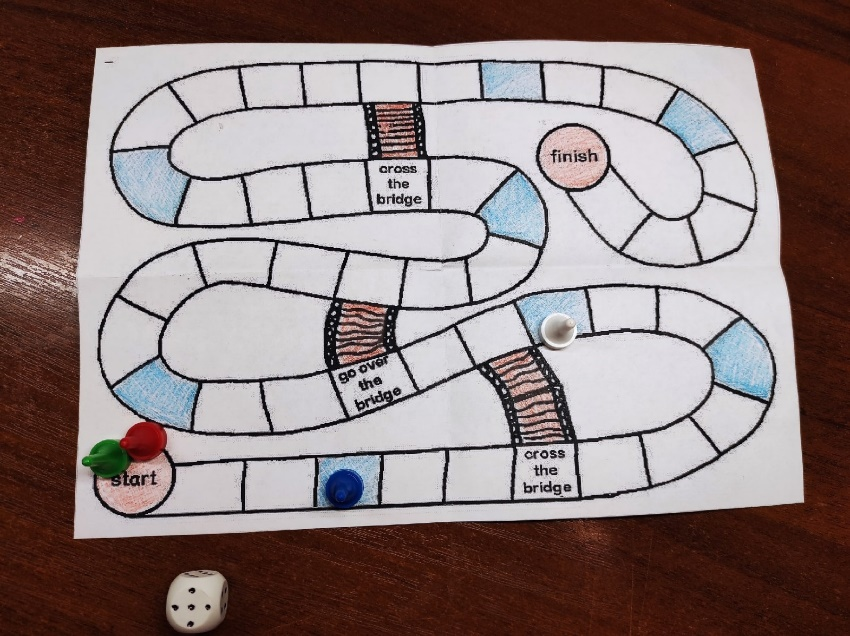 cross
the
bridge
finish
go over
the
bridge
cross
the
bridge
start